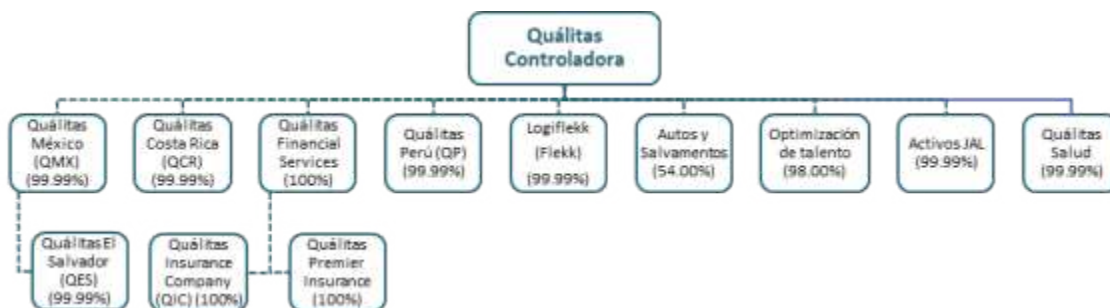 Quálitas
Controladora
Quálitas
México
(QMX)
(99.99%)
Quálitas
Costa Rica
(QCR)
(99.99%)
Quálitas
Financial
Services
(100%)
Quálitas
Perú (QP)
(99.99%)
Logiflekk
(Flekk)
(99.99%)
Autos y
Salvamentos
(54.00%)
Optimización
de talento
(98.00%)
Activos JAL
(99.99%)
Quálitas
Salud
(99.99%)
Quálitas El
Salvador
(QES)
(99.99%)
Quálitas
Insurance
Company
(QIC) (100%)
Quálitas
Premier
Insurance
(100%)